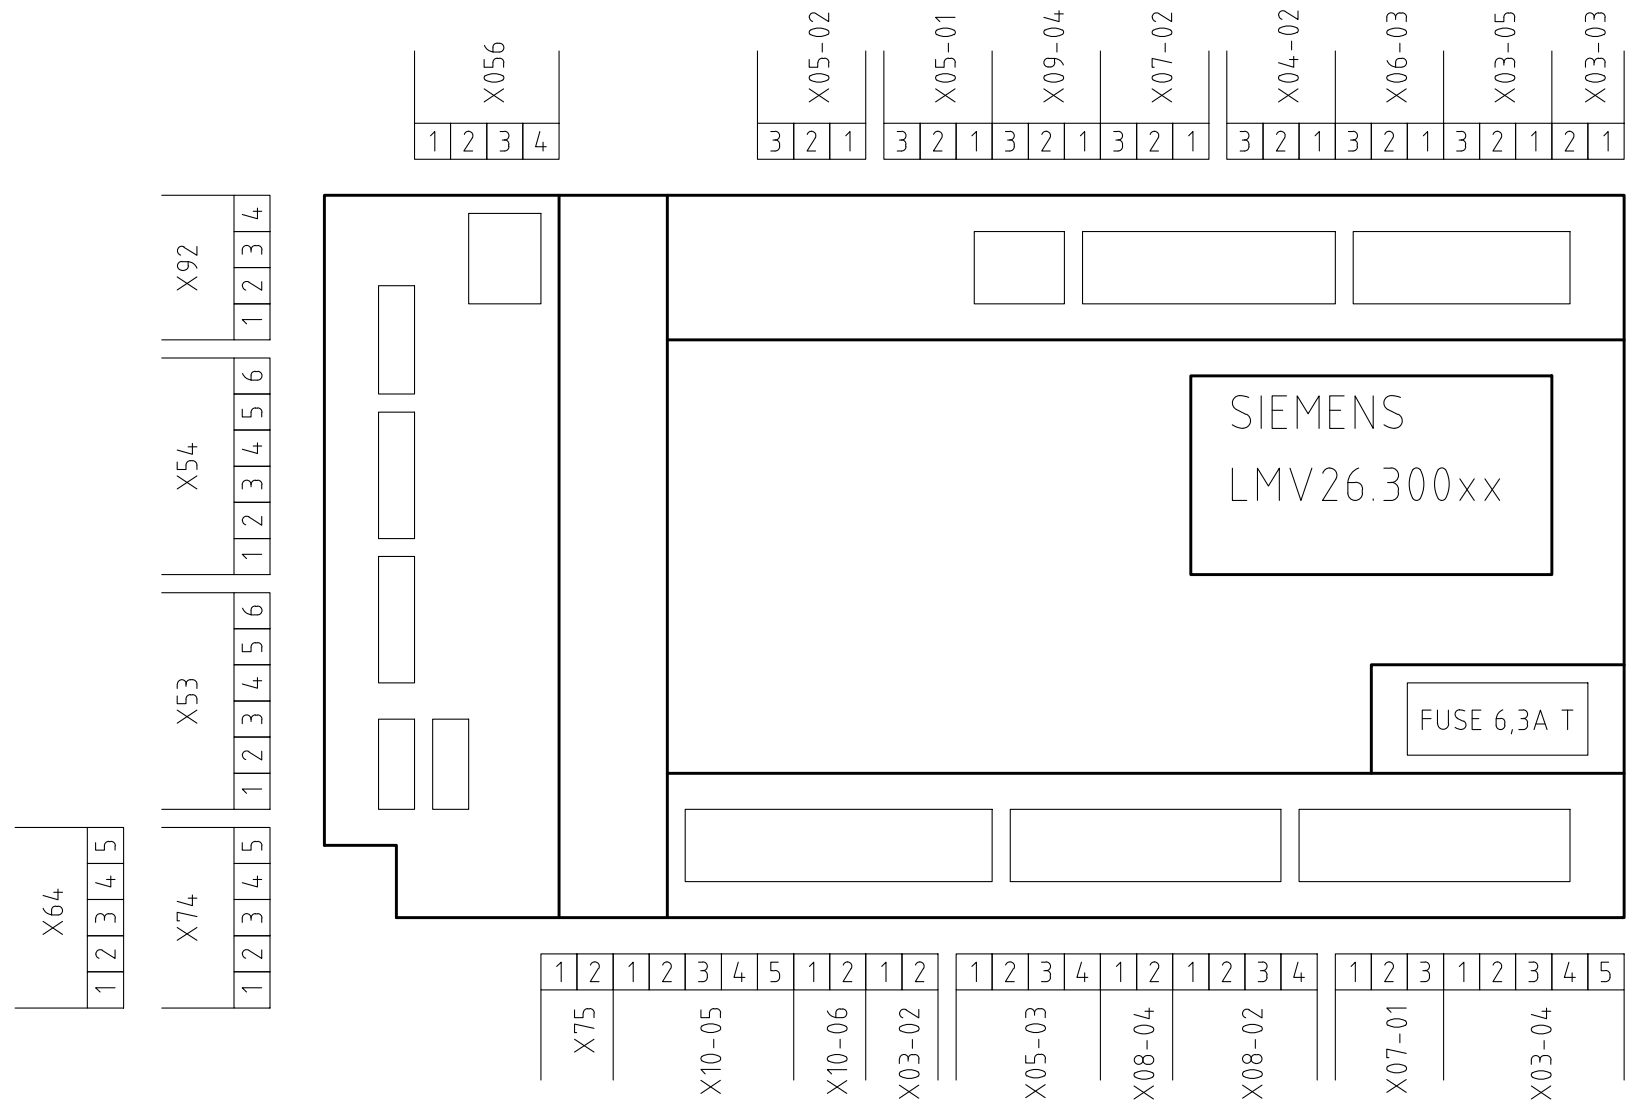 X056
X05-02
X05-01
X09-04
X07-02
X04-02
X06-03
X03-05
X03-03
1 2 3 4
3 2 1
3 2 1 3 2 1 3 2 1
3 2 1 3 2 1 3 2 1 2 1
X92
1 2 3 4
X54
1 2 3 4 5 6
SIEMENS
LMV26.300xx
X53
1 2 3 4 5 6
FUSE 6,3A T
X64
1 2 3 4 5
X74
1 2 3 4 5
1 2 1 2 3 4 5 1 2 1 2
1 2 3 4 1 2 1 2 3 4
1 2 3 1 2 3 4 5
X75
X10-05
X10-06
X03-02
X05-03
X08-04
X08-02
X07-01
X03-04